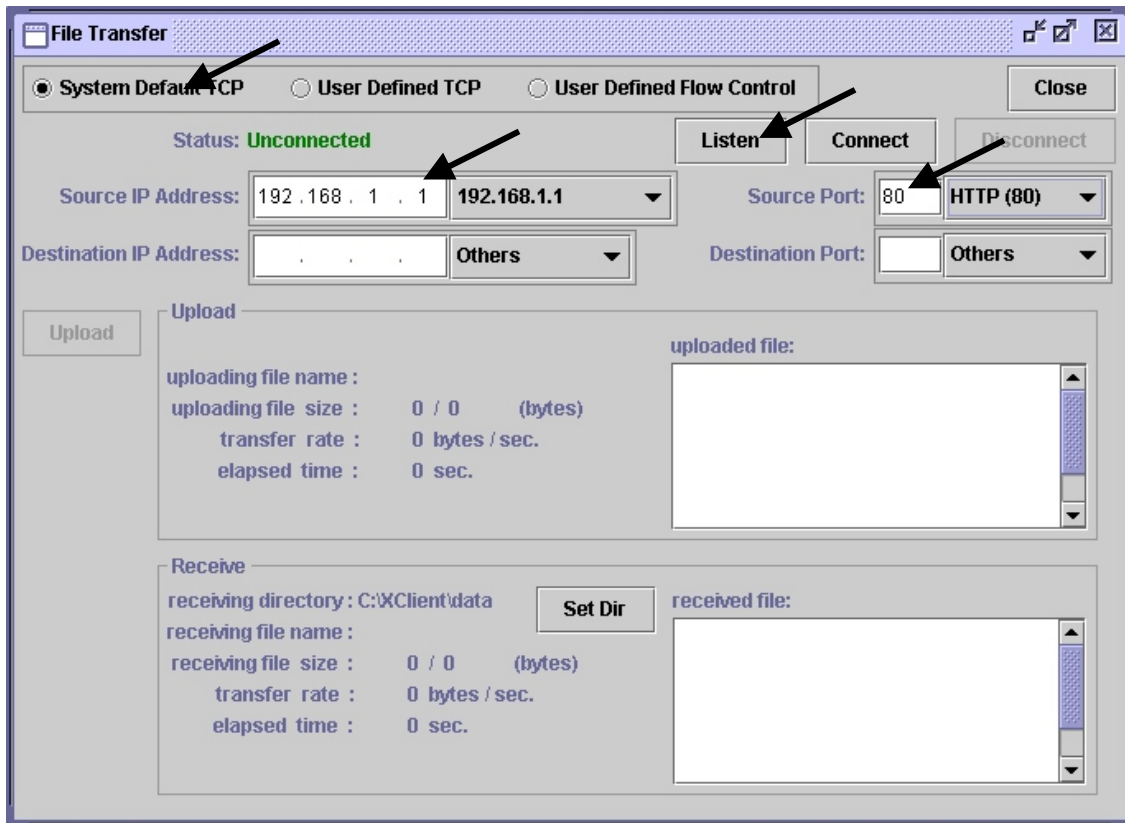 File Transfer
System Default TCP User Defined TCP User Defined Flow Control Close
Status: Unconnected Listen Connect Disconnect
Source IP Address: 192.168. 1 . 1 192.168.1.1 Source Port: 80 HTTP (80)
Destination IP Address: . . . Others Destination Port: Others
Upload
Upload
uploaded file:
uploading file name :
uploading file size : 0 / 0 (bytes)
transfer rate : 0 bytes / sec.
elapsed time : 0 sec.
Receive
receiving directory : C:\XClient\data Set Dir received file:
receiving file name :
receiving file size : 0 / 0 (bytes)
transfer rate : 0 bytes / sec.
elapsed time : 0 sec.